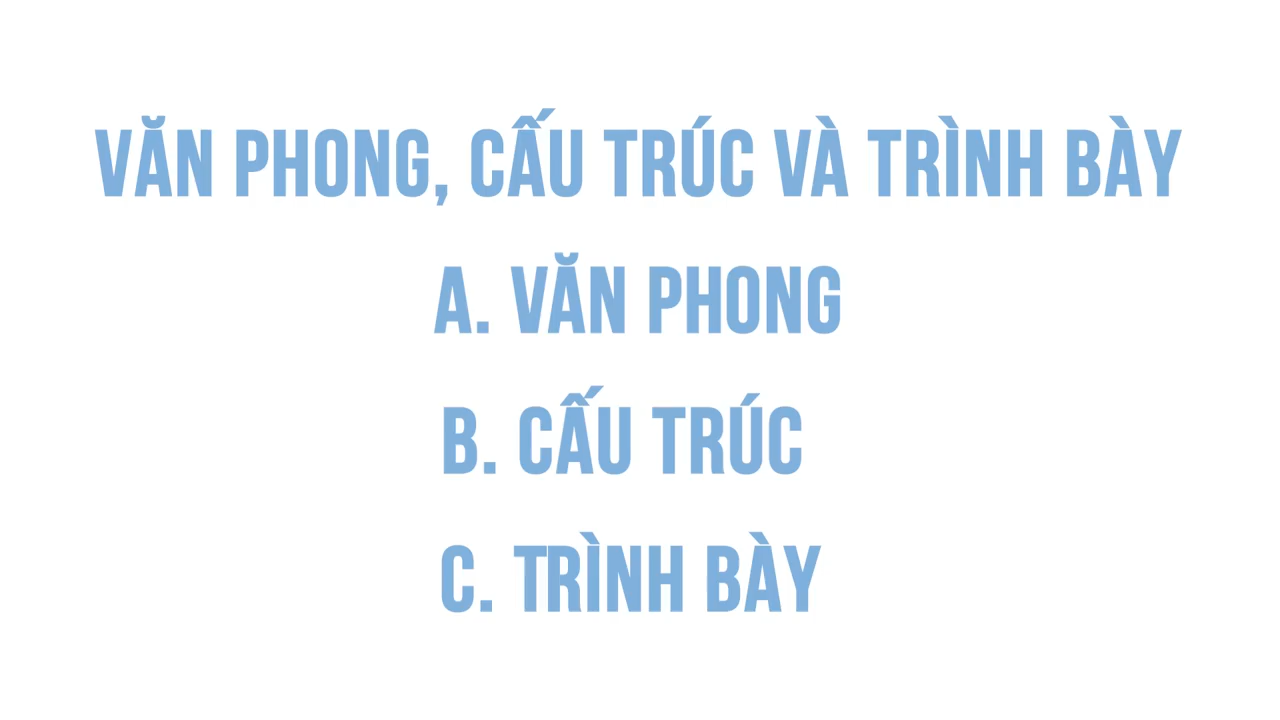 VĂN PHONG, CẤU TRÚC VÀ TRÌNH BÀY
A. VĂN PHONG
B. CẤU TRÚC
C. TRÌNH BÀY